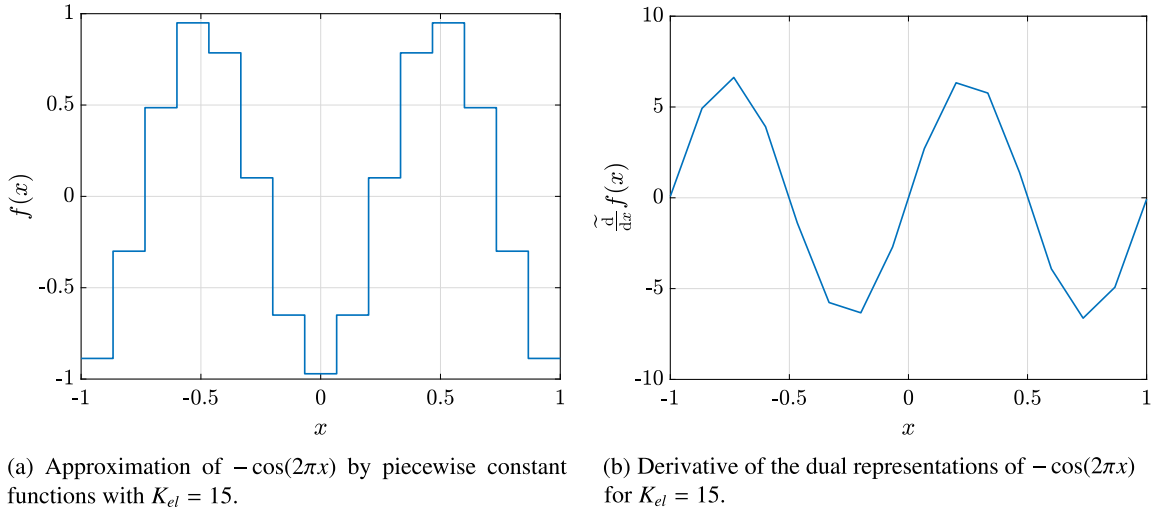 1
0.5
0
-0.5
-1
f(x)
-1
-0.5
0
0.5
1
x
10
5
0
-5
-10
d̃/dx f(x)
-1
-0.5
0
0.5
1
x
(a) Approximation of − cos(2πx) by piecewise constant
functions with K_el = 15.
(b) Derivative of the dual representations of − cos(2πx)
for K_el = 15.